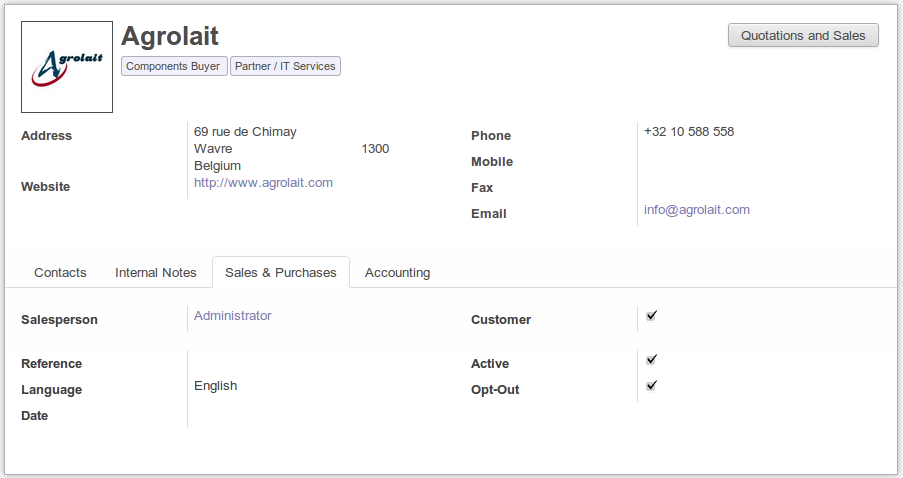 Agrolait
Agrolait
Quotations and Sales
Components Buyer
Partner / IT Services
Address
69 rue de Chimay
Wavre 1300
Belgium
Website
http://www.agrolait.com
Phone
+32 10 588 558
Mobile
Fax
Email
info@agrolait.com
Contacts
Internal Notes
Sales & Purchases
Accounting
Salesperson
Administrator
Customer
Reference
Language
English
Date
Active
Opt-Out